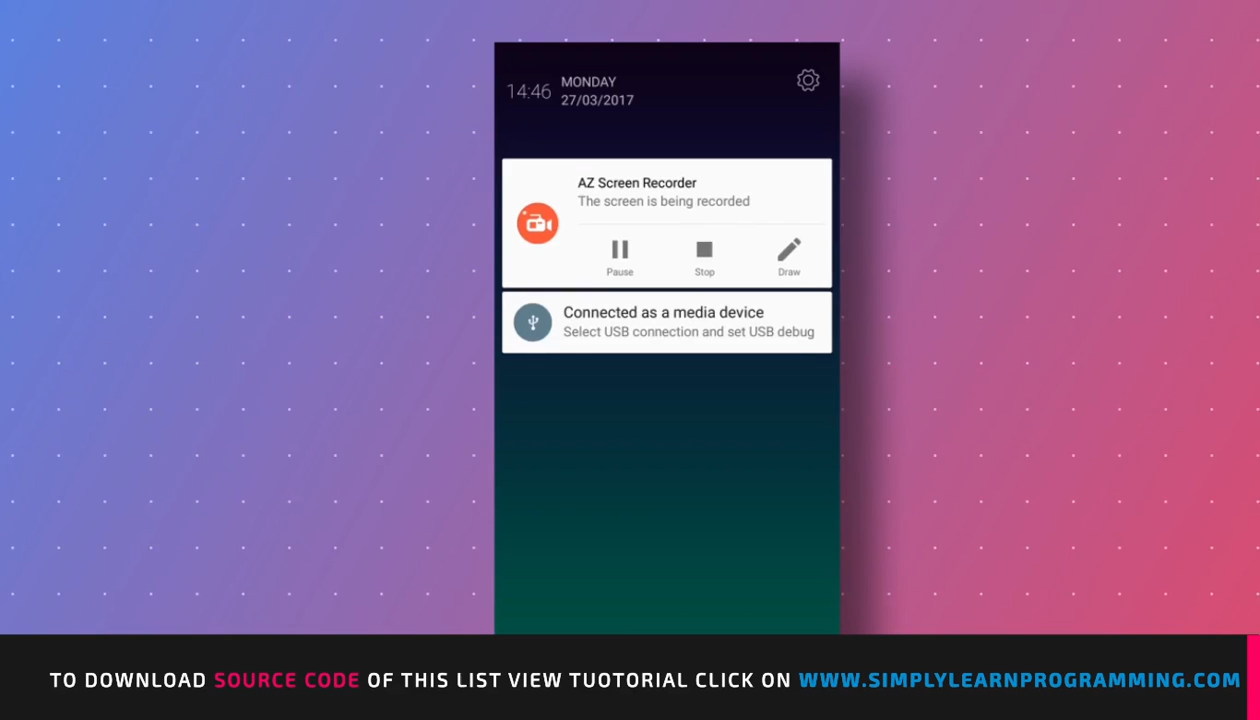 14:46
MONDAY
27/03/2017
AZ Screen Recorder
The screen is being recorded
Pause
Stop
Draw
Connected as a media device
Select USB connection and set USB debug
TO DOWNLOAD SOURCE CODE OF THIS LIST VIEW TUOTORIAL CLICK ON WWW.SIMPLYLEARNPROGRAMMING.COM